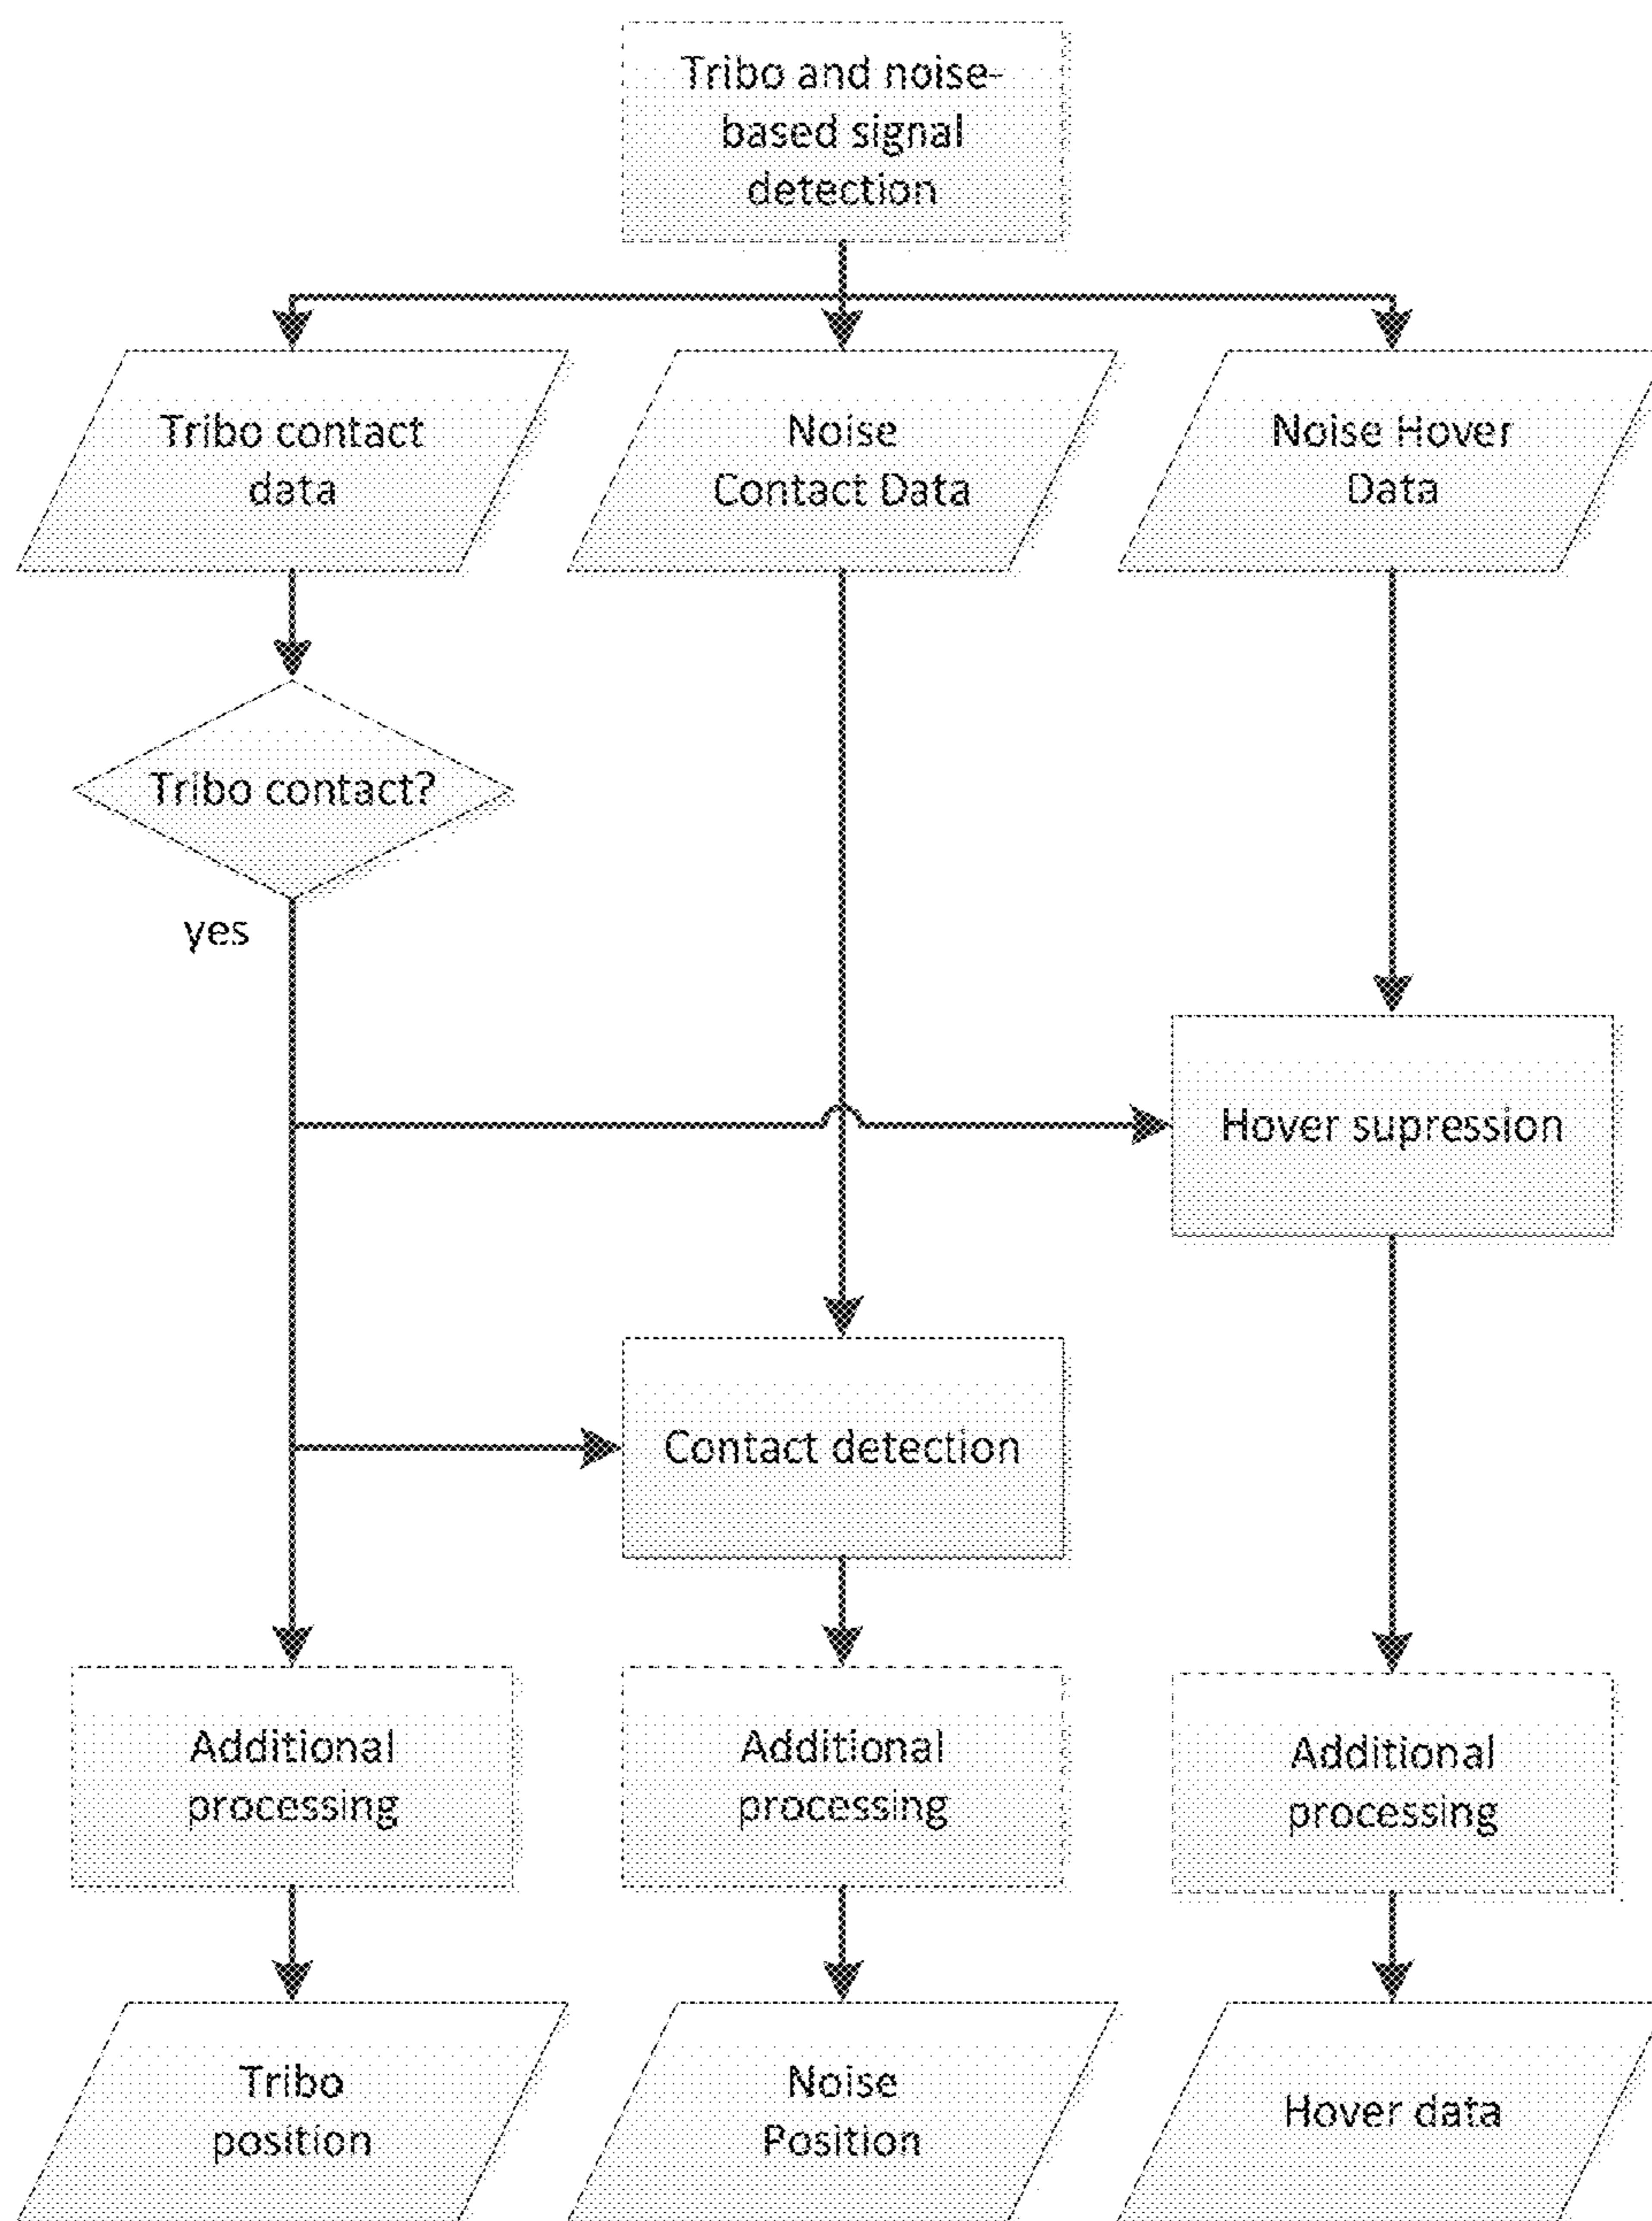 Tribo and noise-
based signal
detection
Tribo contact
data
Noise
Contact Data
Noise Hover
Data
Tribo contact?
yes
Hover supression
Contact detection
Additional
processing
Additional
processing
Additional
processing
Tribo
position
Noise
Position
Hover data